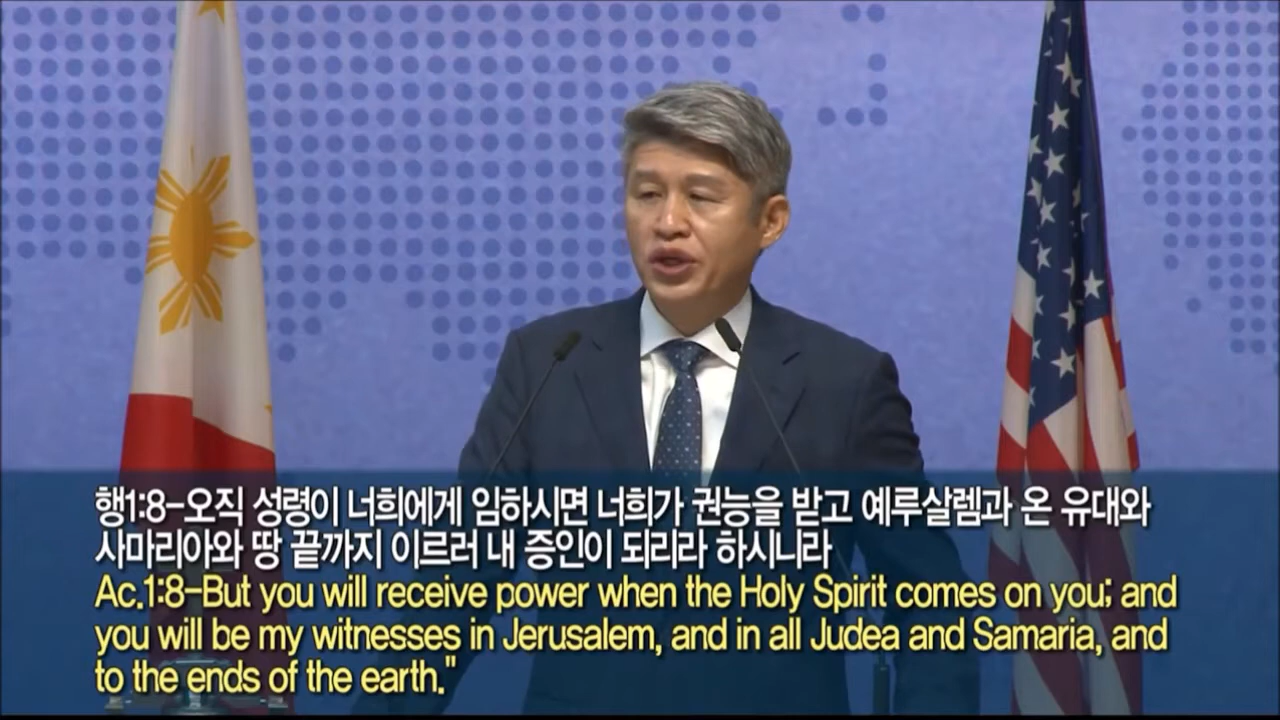 행1:8-오직 성령이 너희에게 임하시면 너희가 권능을 받고 예루살렘과 온 유대와
사마리아와 땅 끝까지 이르러 내 증인이 되리라 하시니라
Ac.1:8-But you will receive power when the Holy Spirit comes on you; and
you will be my witnesses in Jerusalem, and in all Judea and Samaria, and
to the ends of the earth."